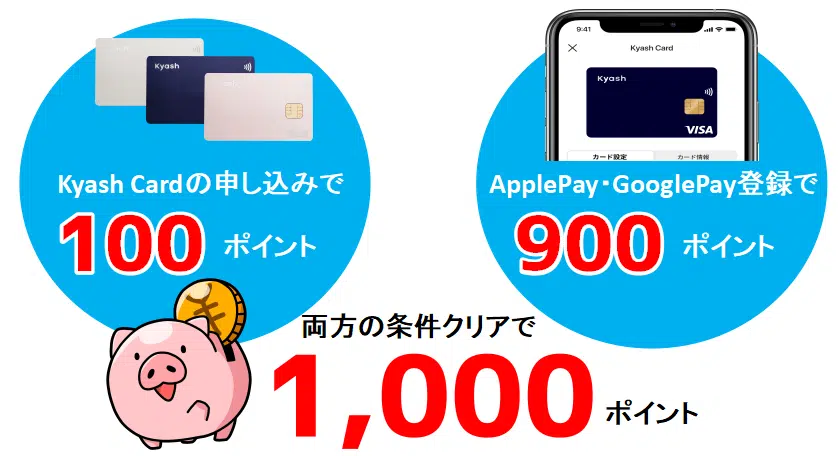 Kyash
Kyash Cardの申し込みで
100 ポイント
9:41
Kyash Card
Kyash
VISA
カード設定 カード情報
ApplePay・GooglePay登録で
900 ポイント
¥
両方の条件クリアで
1,000 ポイント